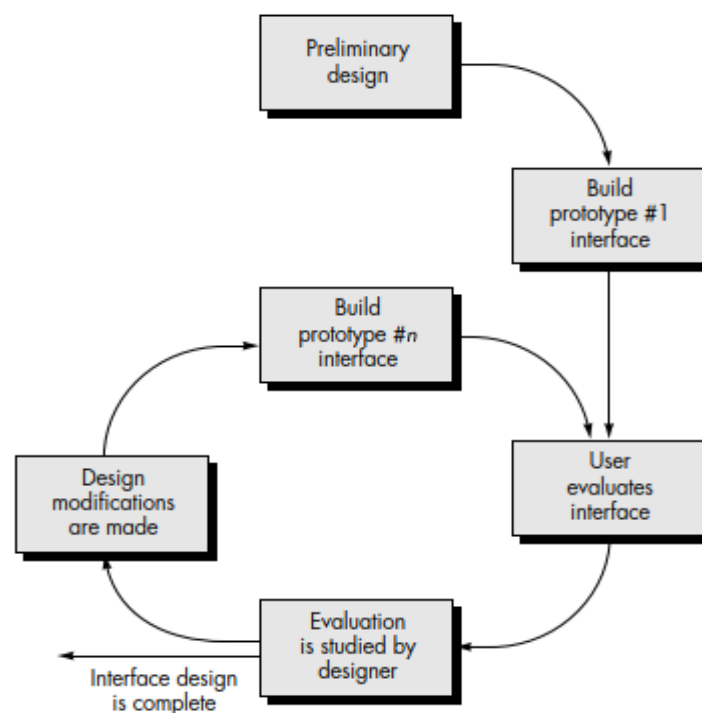 Preliminary
design
Build
prototype #1
interface
Build
prototype #n
interface
User
evaluates
interface
Design
modifications
are made
Evaluation
is studied by
designer
Interface design
is complete